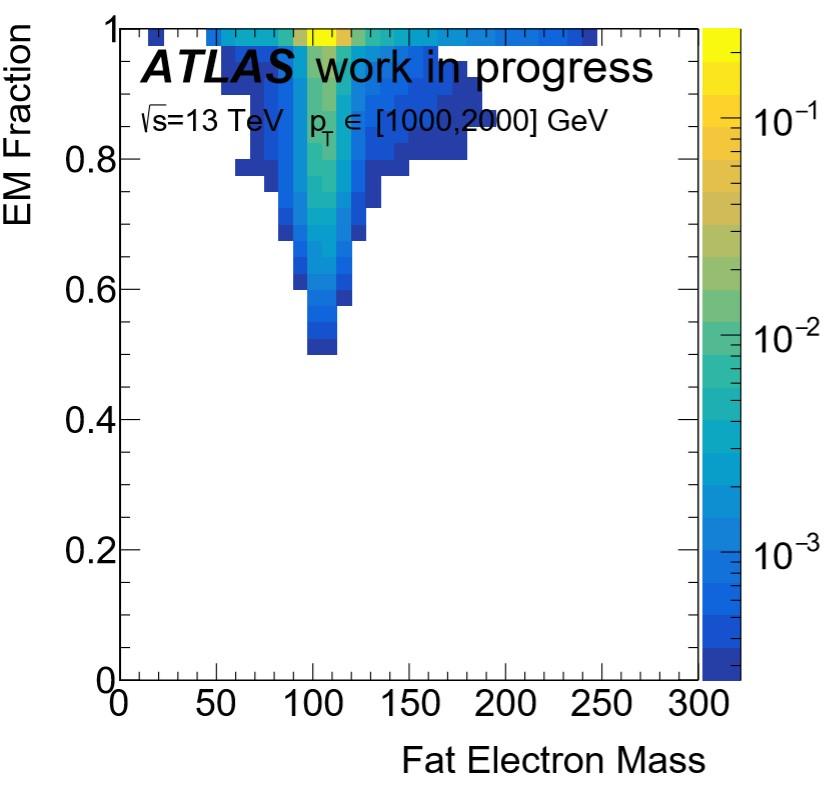 EM Fraction
1
0.8
0.6
0.4
0.2
0
ATLAS work in progress
√s=13 TeV p_T ∈ [1000,2000] GeV
0 50 100 150 200 250 300
Fat Electron Mass
10⁻¹
10⁻²
10⁻³